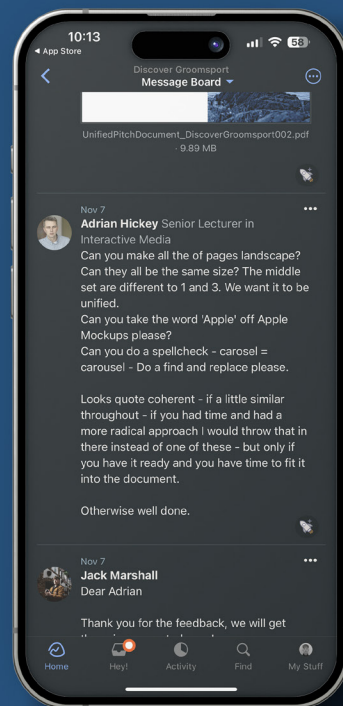 10:13
58
◀ App Store
Discover Groomsport
Message Board
UnifiedPitchDocument_DiscoverGroomsport002.pdf
· 9.89 MB
Nov 7
Adrian Hickey Senior Lecturer in
Interactive Media
Can you make all the of pages landscape?
Can they all be the same size? The middle
set are different to 1 and 3. We want it to be
unified.
Can you take the word 'Apple' off Apple
Mockups please?
Can you do a spellcheck - carosel =
carousel - Do a find and replace please.
Looks quote coherent - if a little similar
throughout - if you had time and had a
more radical approach I would throw that in
there instead of one of these - but only if
you have it ready and you have time to fit it
into the document.
Otherwise well done.
Nov 7
Jack Marshall
Dear Adrian
Thank you for the feedback, we will get
Home
Hey!
Activity
Find
My Stuff